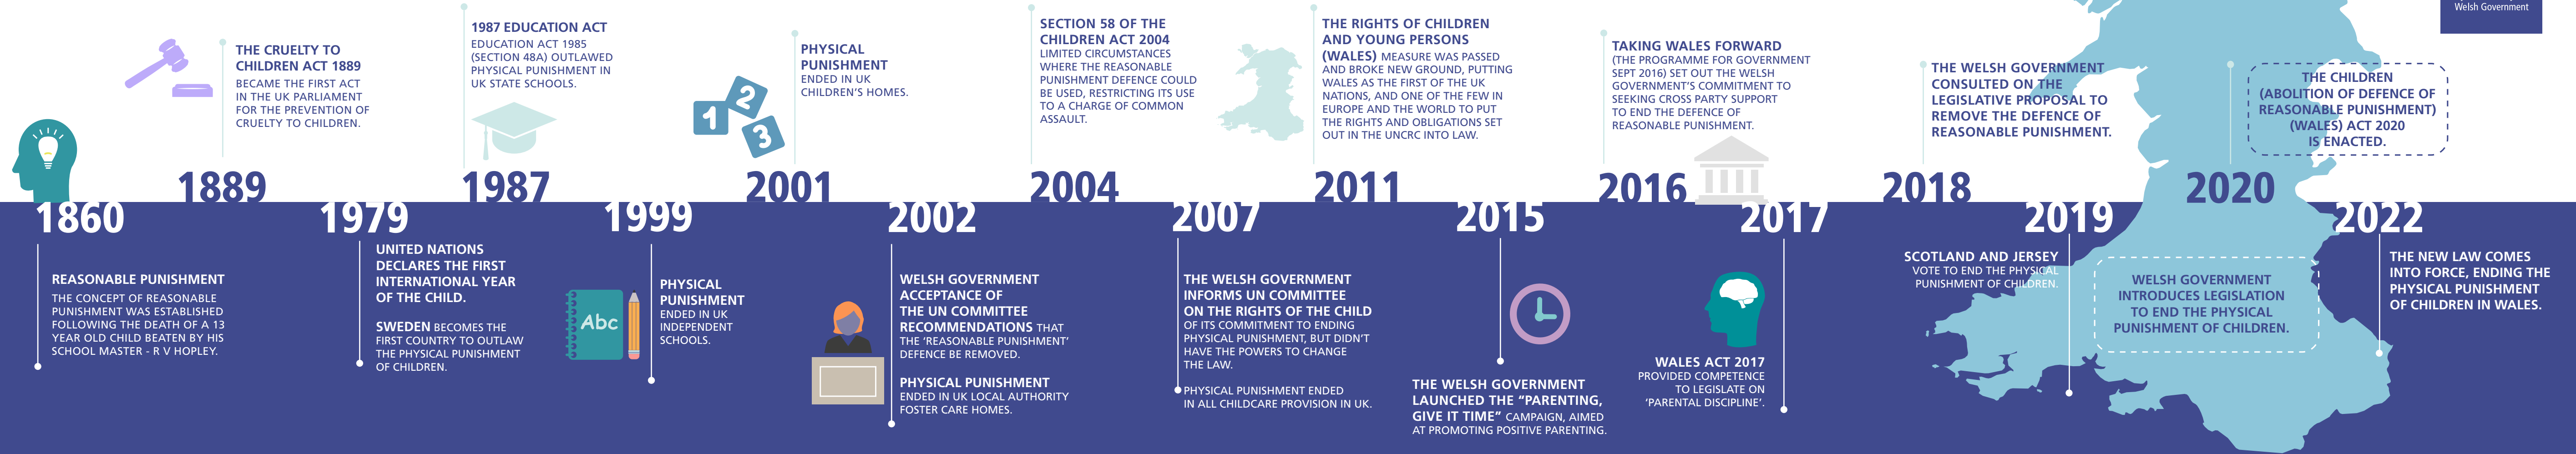 Welsh Government
1860
REASONABLE PUNISHMENT
THE CONCEPT OF REASONABLE
PUNISHMENT WAS ESTABLISHED
FOLLOWING THE DEATH OF A 13
YEAR OLD CHILD BEATEN BY HIS
SCHOOL MASTER - R V HOPLEY.
THE CRUELTY TO
CHILDREN ACT 1889
BECAME THE FIRST ACT
IN THE UK PARLIAMENT
FOR THE PREVENTION OF
CRUELTY TO CHILDREN.
1889
1979
UNITED NATIONS
DECLARES THE FIRST
INTERNATIONAL YEAR
OF THE CHILD.
SWEDEN BECOMES THE
FIRST COUNTRY TO OUTLAW
THE PHYSICAL PUNISHMENT
OF CHILDREN.
1987 EDUCATION ACT
EDUCATION ACT 1985
(SECTION 48A) OUTLAWED
PHYSICAL PUNISHMENT IN
UK STATE SCHOOLS.
1987
1999
Abc
PHYSICAL
PUNISHMENT
ENDED IN UK
INDEPENDENT
SCHOOLS.
1
2
3
PHYSICAL
PUNISHMENT
ENDED IN UK
CHILDREN'S HOMES.
2001
2002
WELSH GOVERNMENT
ACCEPTANCE OF
THE UN COMMITTEE
RECOMMENDATIONS THAT
THE 'REASONABLE PUNISHMENT'
DEFENCE BE REMOVED.
PHYSICAL PUNISHMENT
ENDED IN UK LOCAL AUTHORITY
FOSTER CARE HOMES.
SECTION 58 OF THE
CHILDREN ACT 2004
LIMITED CIRCUMSTANCES
WHERE THE REASONABLE
PUNISHMENT DEFENCE COULD
BE USED, RESTRICTING ITS USE
TO A CHARGE OF COMMON
ASSAULT.
2004
2007
THE WELSH GOVERNMENT
INFORMS UN COMMITTEE
ON THE RIGHTS OF THE CHILD
OF ITS COMMITMENT TO ENDING
PHYSICAL PUNISHMENT, BUT DIDN'T
HAVE THE POWERS TO CHANGE
THE LAW.
PHYSICAL PUNISHMENT ENDED
IN ALL CHILDCARE PROVISION IN UK.
THE RIGHTS OF CHILDREN
AND YOUNG PERSONS
(WALES) MEASURE WAS PASSED
AND BROKE NEW GROUND, PUTTING
WALES AS THE FIRST OF THE UK
NATIONS, AND ONE OF THE FEW IN
EUROPE AND THE WORLD TO PUT
THE RIGHTS AND OBLIGATIONS SET
OUT IN THE UNCRC INTO LAW.
2011
2015
THE WELSH GOVERNMENT
LAUNCHED THE "PARENTING,
GIVE IT TIME" CAMPAIGN, AIMED
AT PROMOTING POSITIVE PARENTING.
TAKING WALES FORWARD
(THE PROGRAMME FOR GOVERNMENT
SEPT 2016) SET OUT THE WELSH
GOVERNMENT'S COMMITMENT TO
SEEKING CROSS PARTY SUPPORT
TO END THE DEFENCE OF
REASONABLE PUNISHMENT.
2016
2017
WALES ACT 2017
PROVIDED COMPETENCE
TO LEGISLATE ON
'PARENTAL DISCIPLINE'.
THE WELSH GOVERNMENT
CONSULTED ON THE
LEGISLATIVE PROPOSAL TO
REMOVE THE DEFENCE OF
REASONABLE PUNISHMENT.
2018
2019
SCOTLAND AND JERSEY
VOTE TO END THE PHYSICAL
PUNISHMENT OF CHILDREN.
WELSH GOVERNMENT
INTRODUCES LEGISLATION
TO END THE PHYSICAL
PUNISHMENT OF CHILDREN.
THE CHILDREN
(ABOLITION OF DEFENCE OF
REASONABLE PUNISHMENT)
(WALES) ACT 2020
IS ENACTED.
2020
2022
THE NEW LAW COMES
INTO FORCE, ENDING THE
PHYSICAL PUNISHMENT
OF CHILDREN IN WALES.